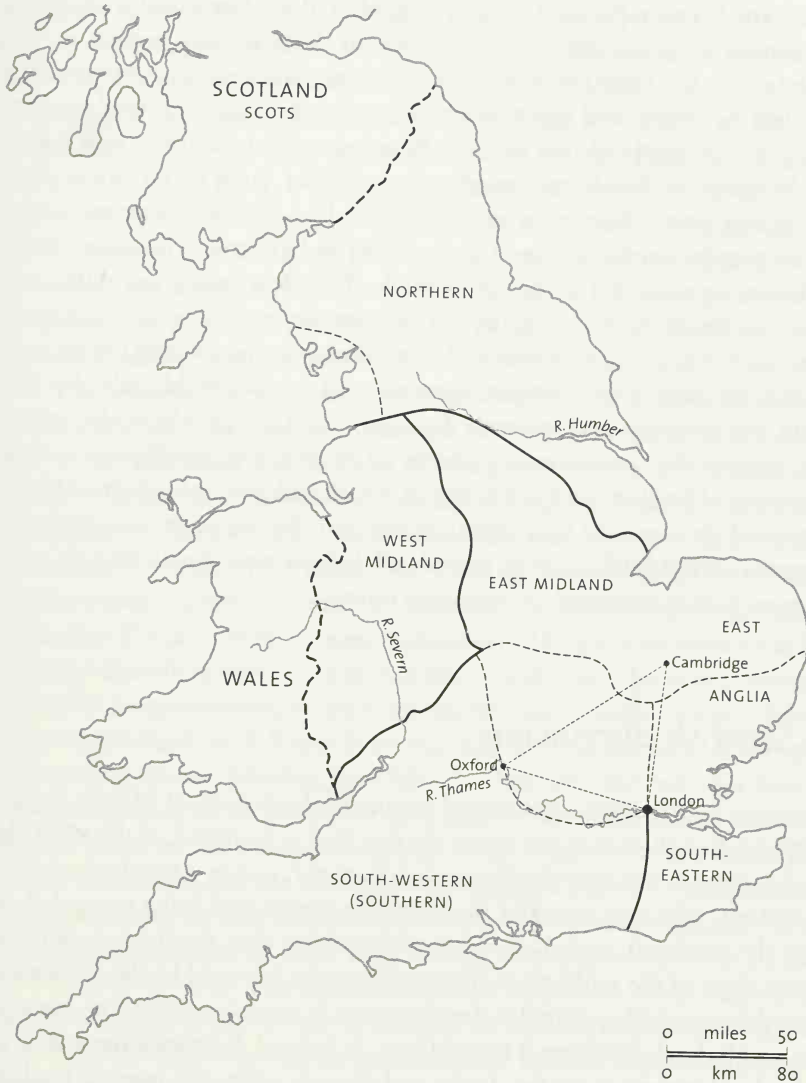 SCOTLAND
SCOTS
NORTHERN
R. Humber
WEST
MIDLAND
EAST MIDLAND
EAST
ANGLIA
R. Severn
WALES
Cambridge
Oxford
R. Thames
London
SOUTH-
EASTERN
SOUTH-WESTERN
(SOUTHERN)
0 miles 50
0 km 80